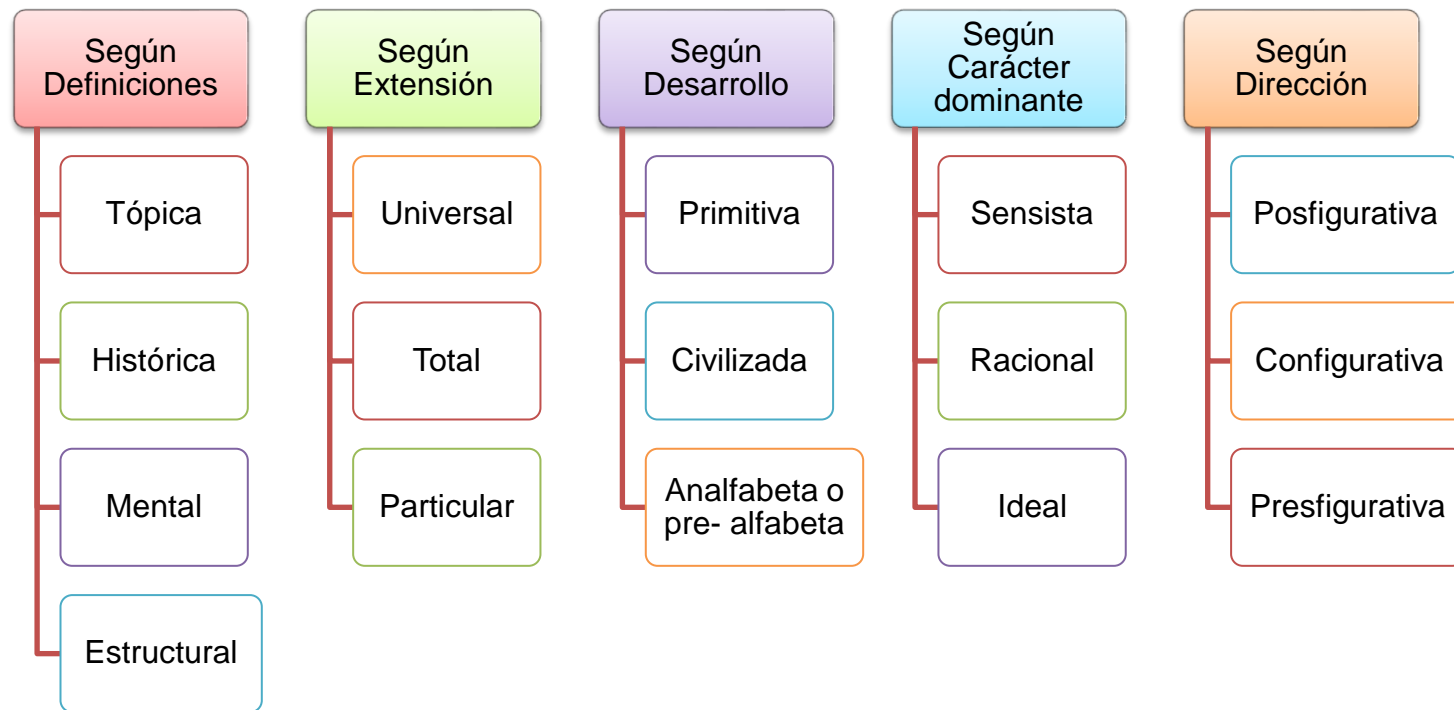 Según
Definiciones
Tópica
Histórica
Mental
Estructural
Según
Extensión
Universal
Total
Particular
Según
Desarrollo
Primitiva
Civilizada
Analfabeta o
pre- alfabeta
Según
Carácter
dominante
Sensista
Racional
Ideal
Según
Dirección
Posfigurativa
Configurativa
Presfigurativa